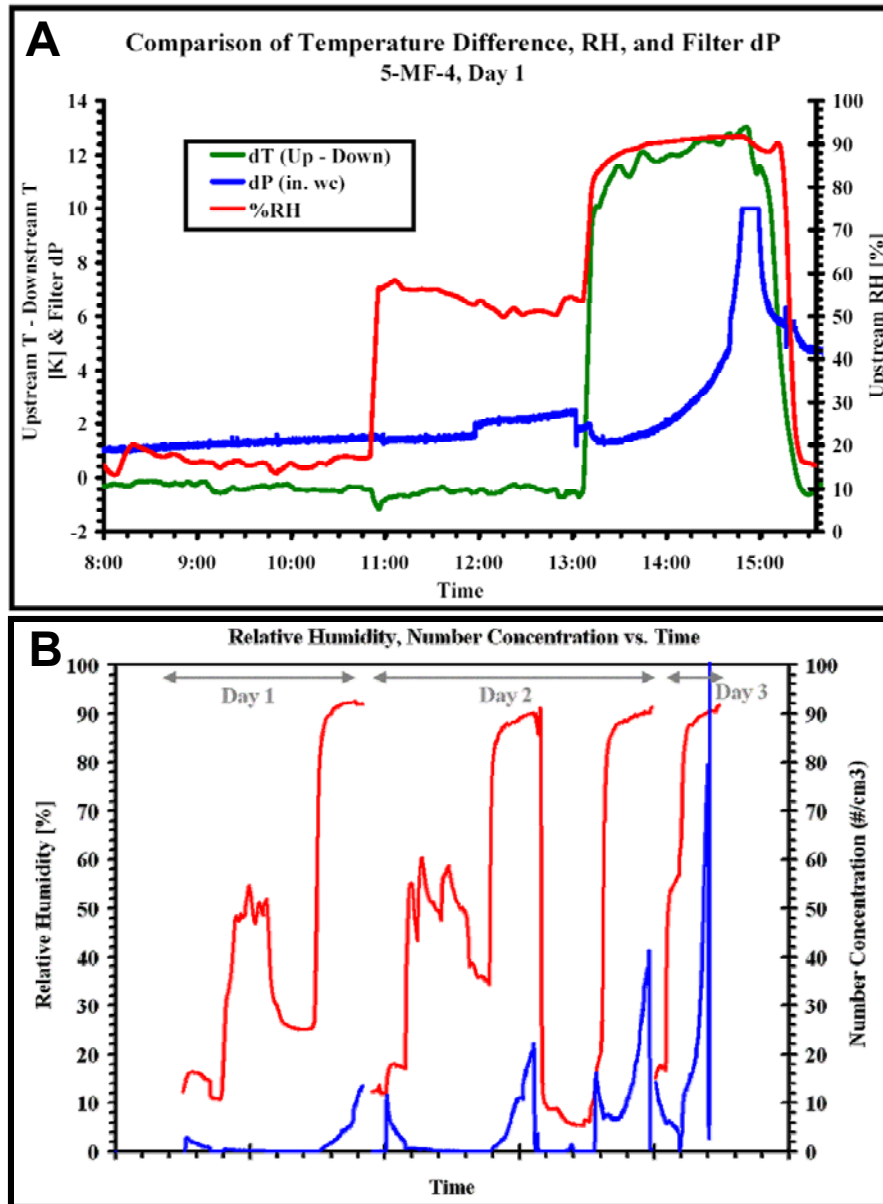 A
Comparison of Temperature Difference, RH, and Filter dP
5-MF-4, Day 1
14
12
10
8
6
4
2
0
-2
Upstream T - Downstream T
[K] & Filter dP
dT (Up - Down)
dP (in. wc)
%RH
100
90
80
70
60
50
40
30
20
10
0
Upstream RH [%]
8:00 9:00 10:00 11:00 12:00 13:00 14:00 15:00
Time
B
Relative Humidity, Number Concentration vs. Time
Day 1 Day 2 Day 3
100
90
80
70
60
50
40
30
20
10
0
Relative Humidity [%]
100
90
80
70
60
50
40
30
20
10
0
Number Concentration (#/cm3)
Time